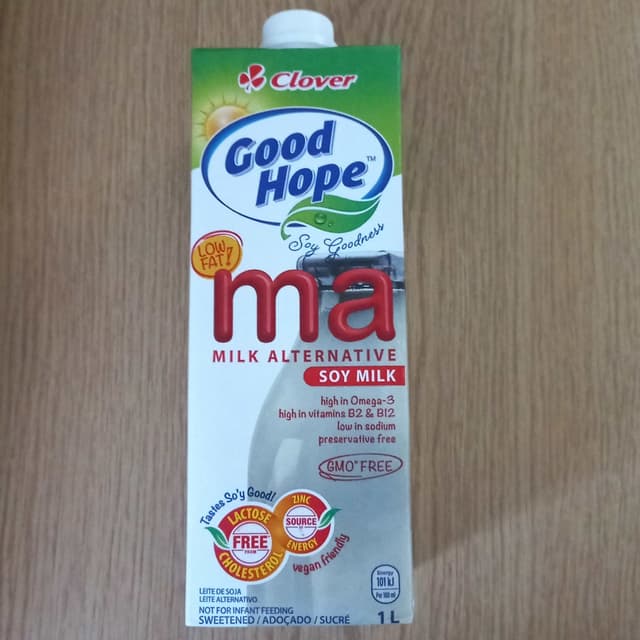 Clover
Good
Hope™
Soy Goodness
LOW
FAT!
ma
MILK ALTERNATIVE
SOY MILK
high in Omega-3
high in vitamins B2 & B12
low in sodium
preservative free
GMO* FREE
Tastes So'y Good!
LACTOSE
FREE
FROM
CHOLESTEROL
ZINC
SOURCE
OF
ENERGY
vegan friendly
Energy
101 kJ
Per 100 ml
LEITE DE SOJA
LEITE ALTERNATIVO
NOT FOR INFANT FEEDING
SWEETENED / ADOÇADO / SUCRÉ
1 L